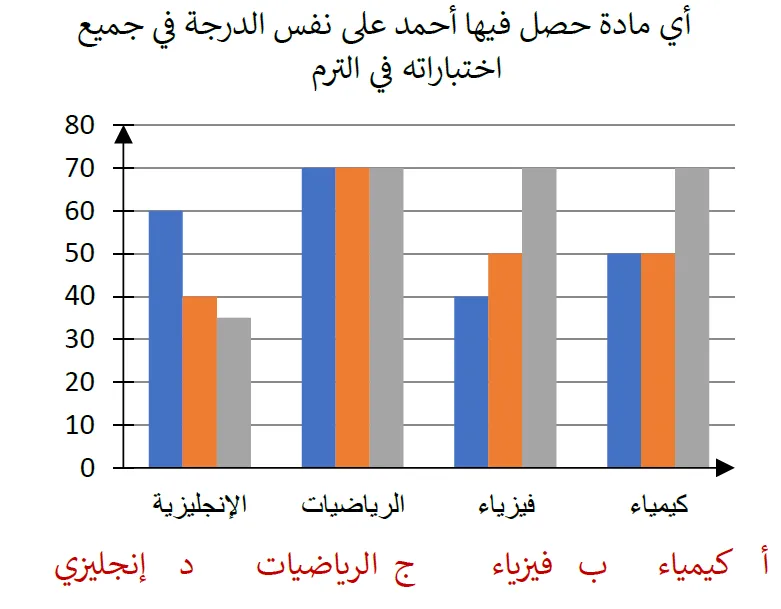 أي مادة حصل فيها أحمد على نفس الدرجة في جميع
اختباراته في الترم
80
70
60
50
40
30
20
10
0
الإنجليزية الرياضيات فيزياء كيمياء
أ كيمياء ب فيزياء ج الرياضيات د إنجليزي